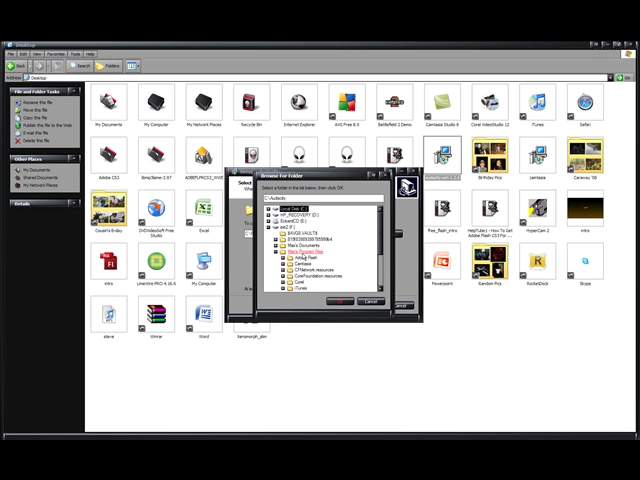 Desktop
File Edit View Favorites Tools Help
Back Search Folders
Address Desktop Go
File and Folder Tasks
Rename this file
Move this file
Copy this file
Publish this file to the Web
E-mail this file
Delete this file
Other Places
My Documents
Shared Documents
My Network Places
Details
My Documents My Computer My Network Places Recycle Bin Internet Explorer AVG Free 8.0 Battlefield 2 Demo Camtasia Studio 6 Corel VideoStudio 12 iTunes Safari
Adobe CS3 Birthday Pics camtasia Caraway '08
Cousin's B-day DVDVideoSoft Free Studio Excel free_flash_intro HyperCam 2 intro
intro LimeWire PRO 4.16.6 My Computer Powerpoint Random Pics RocketDock Skype
steve Winrar Word
Browse For Folder
Select a folder in the list below, then click OK.
C:\Audacity
Local Disk (C:)
HP_RECOVERY (D:)
$AVG8.VAULT$
Max's Documents
Max's Program Files
Adobe Flash
Camtasia
CFNetwork.resources
CoreFoundation.resources
Corel
iTunes
OK Cancel